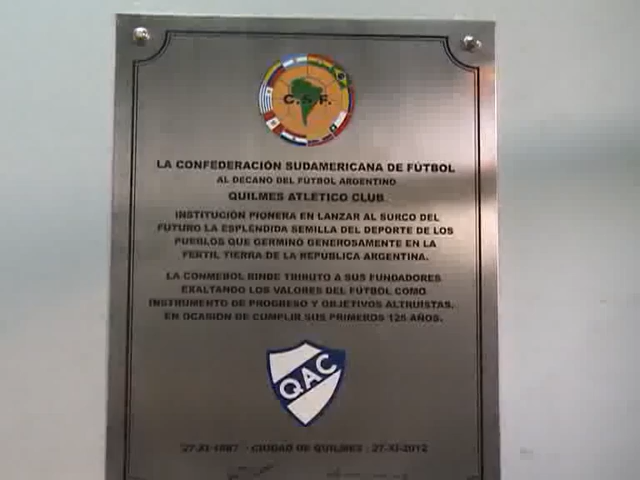 C.S.F.
LA CONFEDERACIÓN SUDAMERICANA DE FÚTBOL
AL DECANO DEL FÚTBOL ARGENTINO
QUILMES ATLETICO CLUB
INSTITUCIÓN PIONERA EN LANZAR AL SURCO DEL
FUTURO LA ESPLÉNDIDA SEMILLA DEL DEPORTE DE LOS
PUEBLOS QUE GERMINÓ GENEROSAMENTE EN LA
FERTIL TIERRA DE LA REPÚBLICA ARGENTINA.
LA CONMEBOL RINDE TRIBUTO A SUS FUNDADORES
EXALTANDO LOS VALORES DEL FÚTBOL COMO
INSTRUMENTO DE PROGRESO Y OBJETIVOS ALTRUISTAS.
EN OCASIÓN DE CUMPLIR SUS PRIMEROS 125 AÑOS.
QAC
27-XI-1887 - CIUDAD DE QUILMES - 27-XI-2012